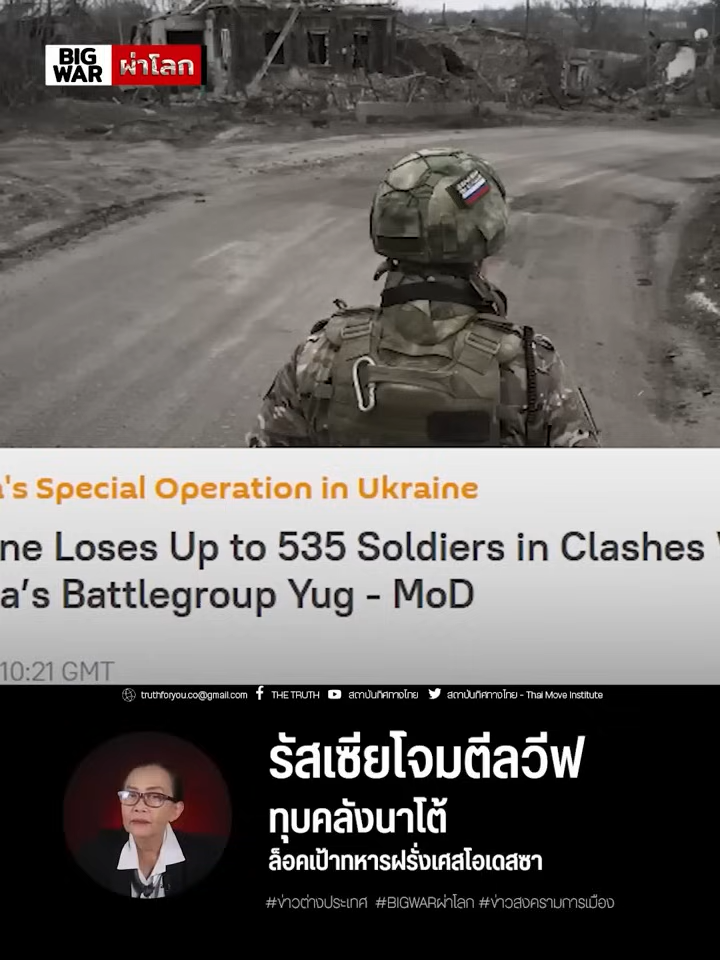 BIG
WAR
ผ่าโลก
's Special Operation in Ukraine
ne Loses Up to 535 Soldiers in Clashes
a's Battlegroup Yug - MoD
10:21 GMT
truthforyou.co@gmail.com THE TRUTH สถาบันทิศทางไทย สถาบันทิศทางไทย - Thai Move Institute
รัสเซียโจมตีลวีฟ
ทุบคลังนาโต้
ล็อคเป้าทหารฝรั่งเศสโอเดสซา
#ข่าวต่างประเทศ #BIGWARผ่าโลก #ข่าวสงครามการเมือง